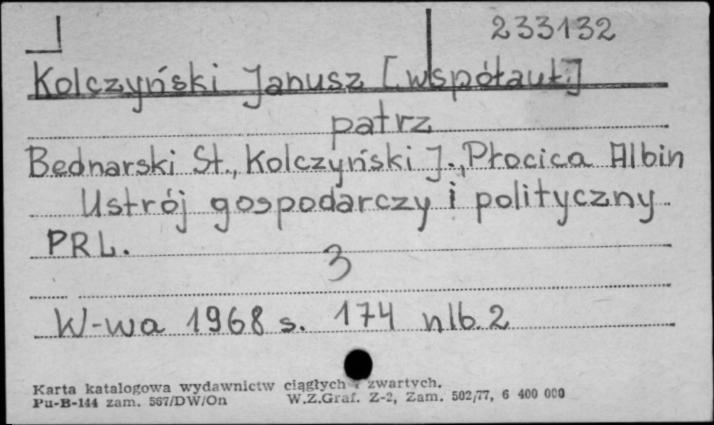 233132
Kolczyński Janusz [współaut.]
patrz
Bednarski St., Kolczyński J., Płocica Albin
Ustrój gospodarczy i polityczny
PRL.
3
W-wa 1968 s. 174 nlb. 2
Karta katalogowa wydawnictw ciągłych i zwartych.
Pu-B-144 zam. 567/DW/On W.Z.Graf. Z-2, Zam. 502/77, 6 400 000